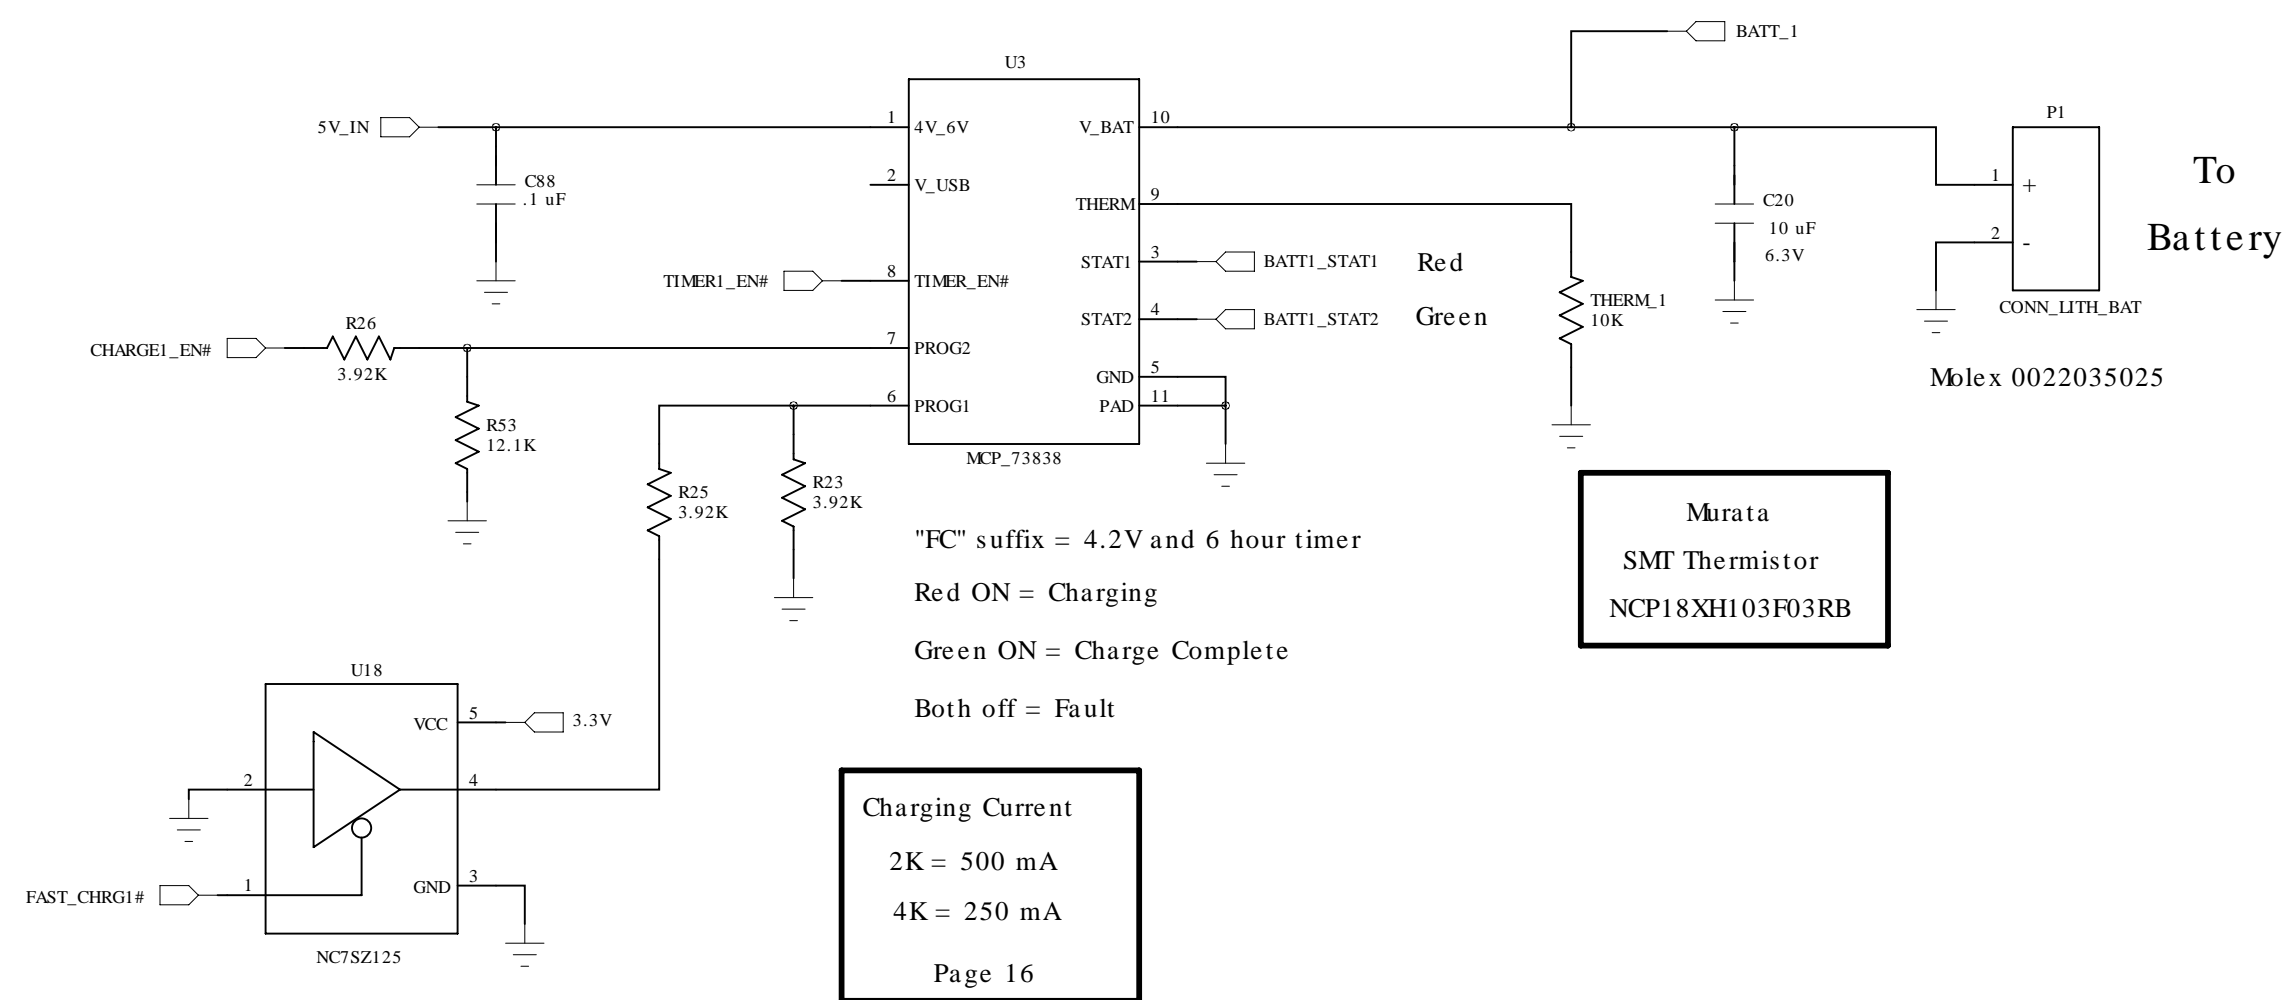 BATT_1
U3
5V_IN
1
4V_6V
V_BAT
10
P1
C88
.1 uF
2
V_USB
THERM
9
C20
10 uF
6.3V
1
+
2
-
To
Battery
TIMER1_EN#
8
TIMER_EN#
STAT1
3
BATT1_STAT1
Red
STAT2
4
BATT1_STAT2
Green
THERM_1
10K
CONN_LITH_BAT
Molex 0022035025
CHARGE1_EN#
R26
3.92K
7
PROG2
GND
5
6
PROG1
PAD
11
R53
12.1K
MCP_73838
R25
3.92K
R23
3.92K
Murata
SMT Thermistor
NCP18XH103F03RB
"FC" suffix = 4.2V and 6 hour timer
Red ON = Charging
Green ON = Charge Complete
Both off = Fault
U18
VCC
5
3.3V
2
4
FAST_CHRG1#
1
GND
3
NC7SZ125
Charging Current
2K = 500 mA
4K = 250 mA
Page 16